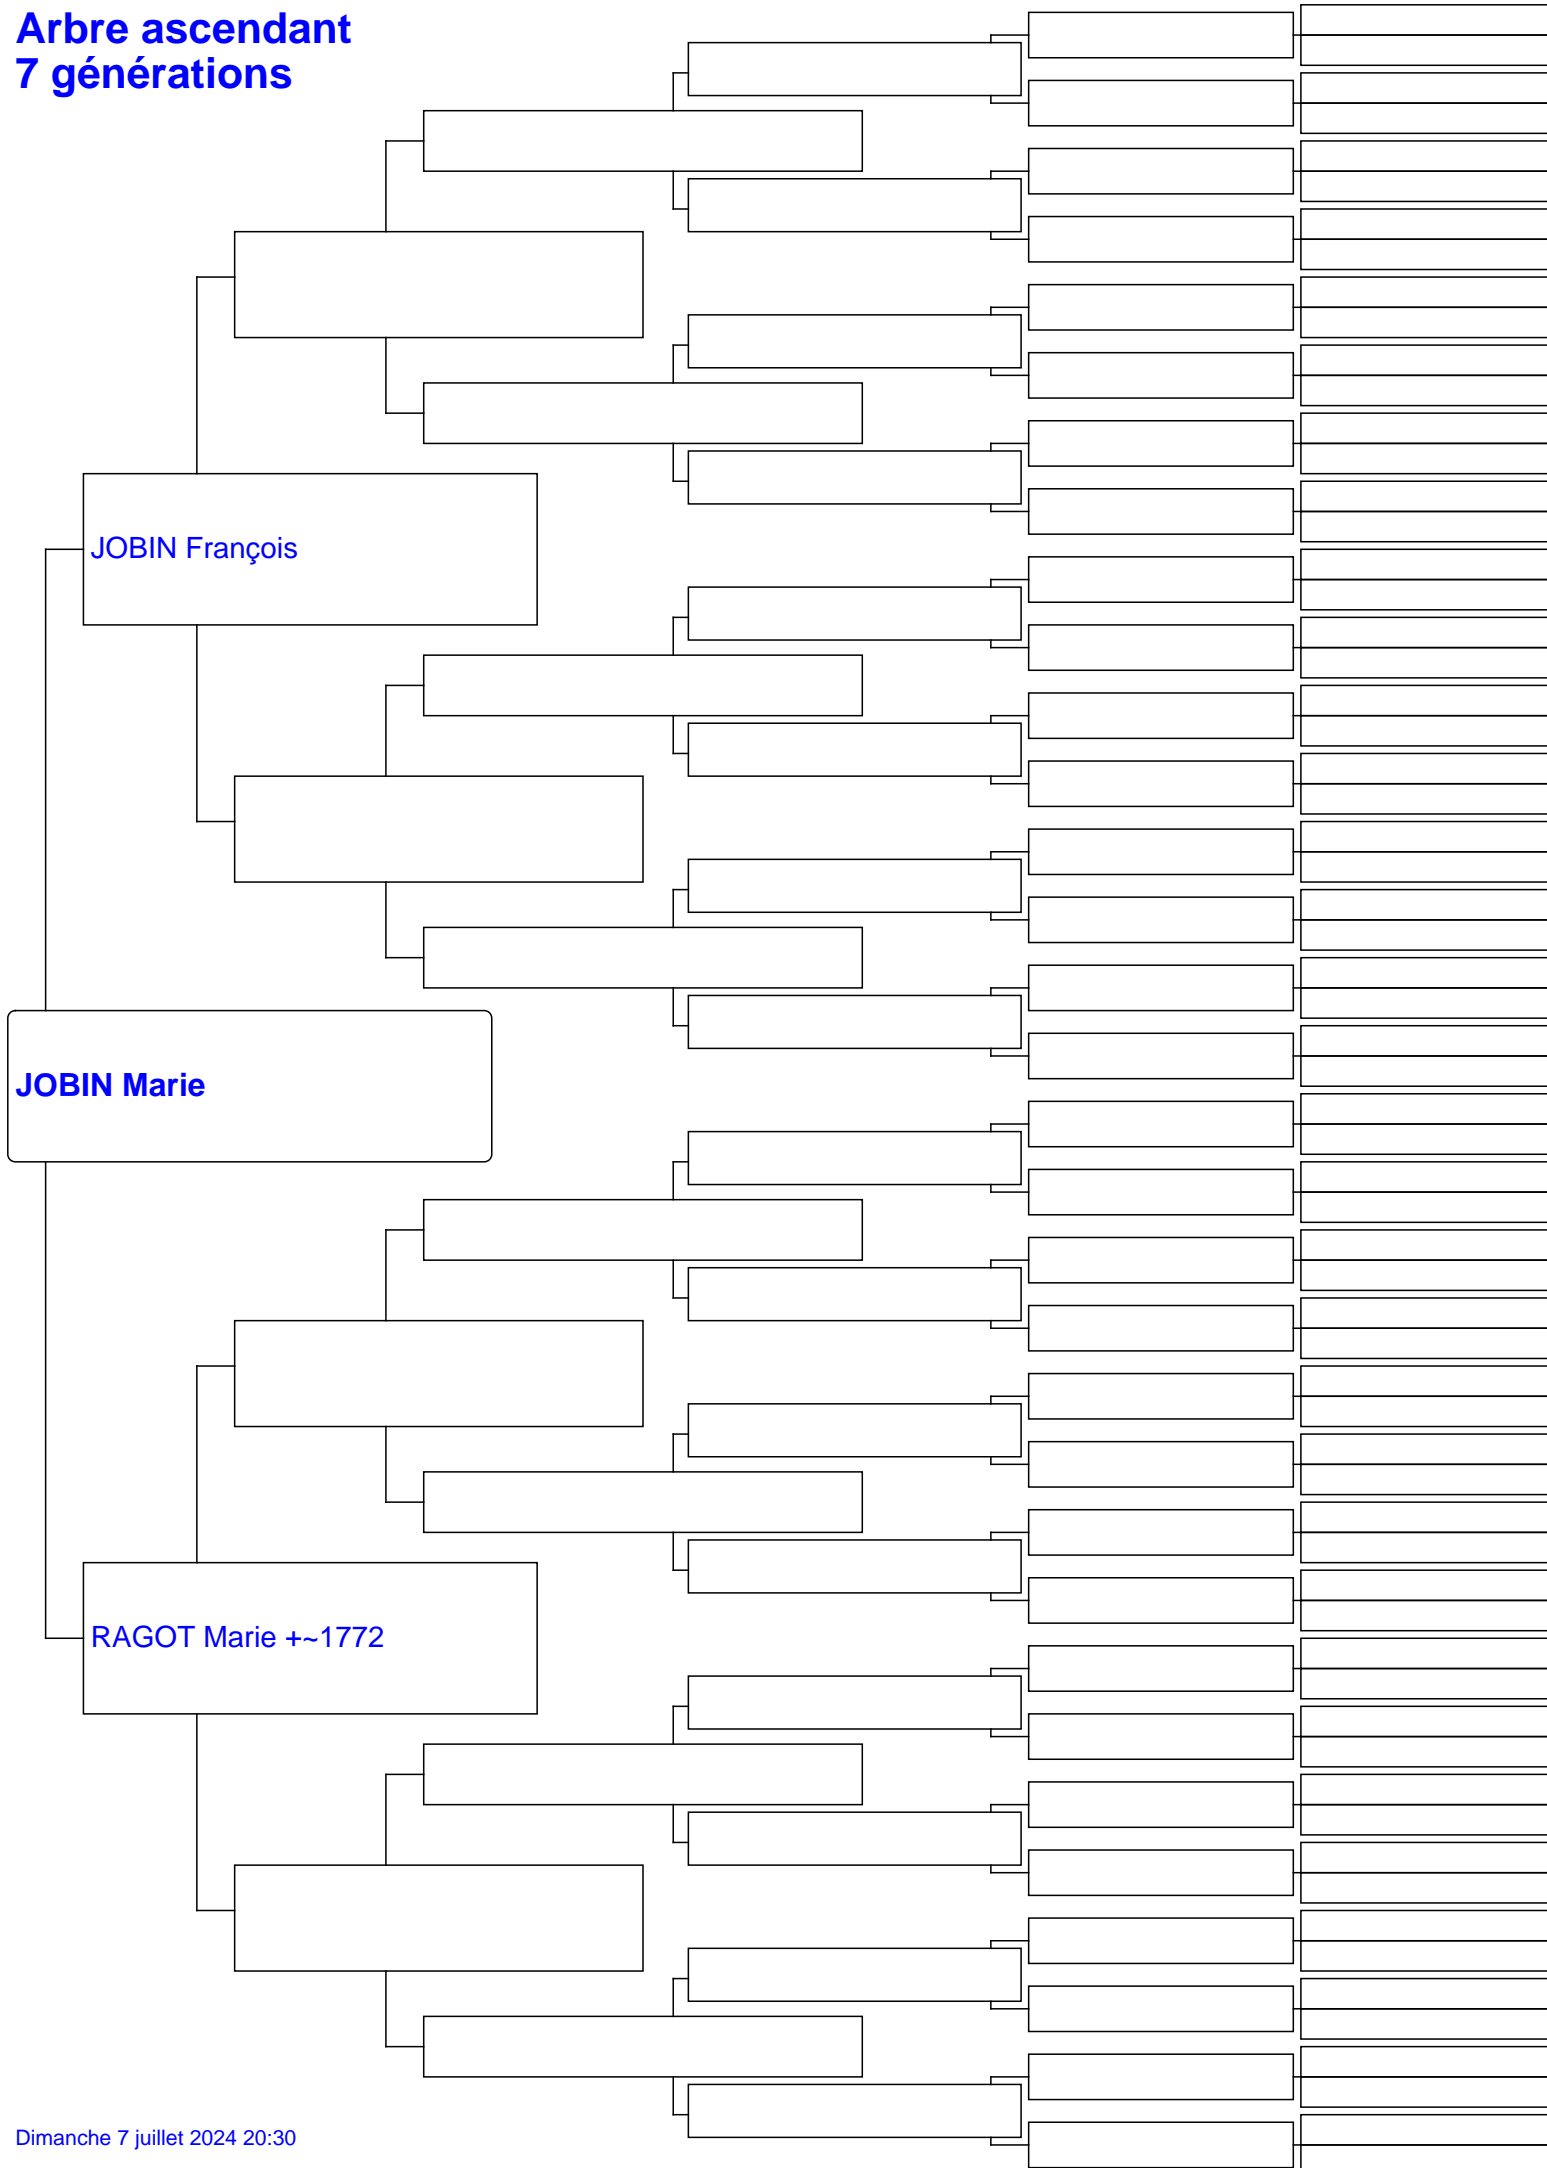 Arbre ascendant
7 générations
JOBIN François
JOBIN Marie
RAGOT Marie +~1772
Dimanche 7 juillet 2024 20:30